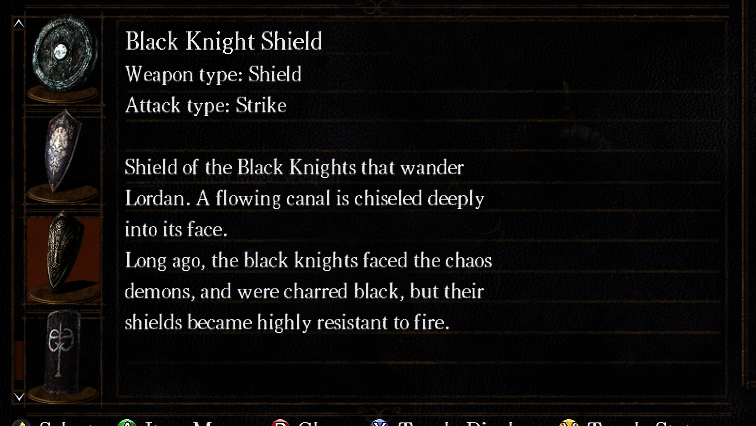 Black Knight Shield
Weapon type: Shield
Attack type: Strike
Shield of the Black Knights that wander
Lordan. A flowing canal is chiseled deeply
into its face.
Long ago, the black knights faced the chaos
demons, and were charred black, but their
shields became highly resistant to fire.